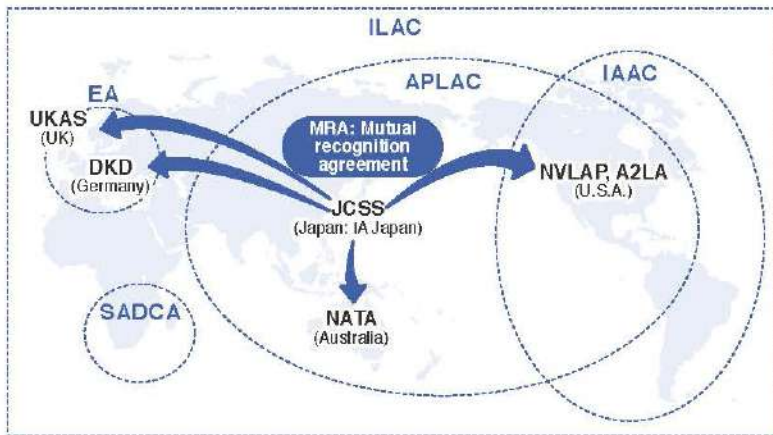 ILAC
APLAC
IAAC
EA
UKAS
(UK)
DKD
(Germany)
MRA: Mutual
recognition
agreement
NVLAP, A2LA
(U.S.A.)
JCSS
(Japan: IA Japan)
SADCA
NATA
(Australia)